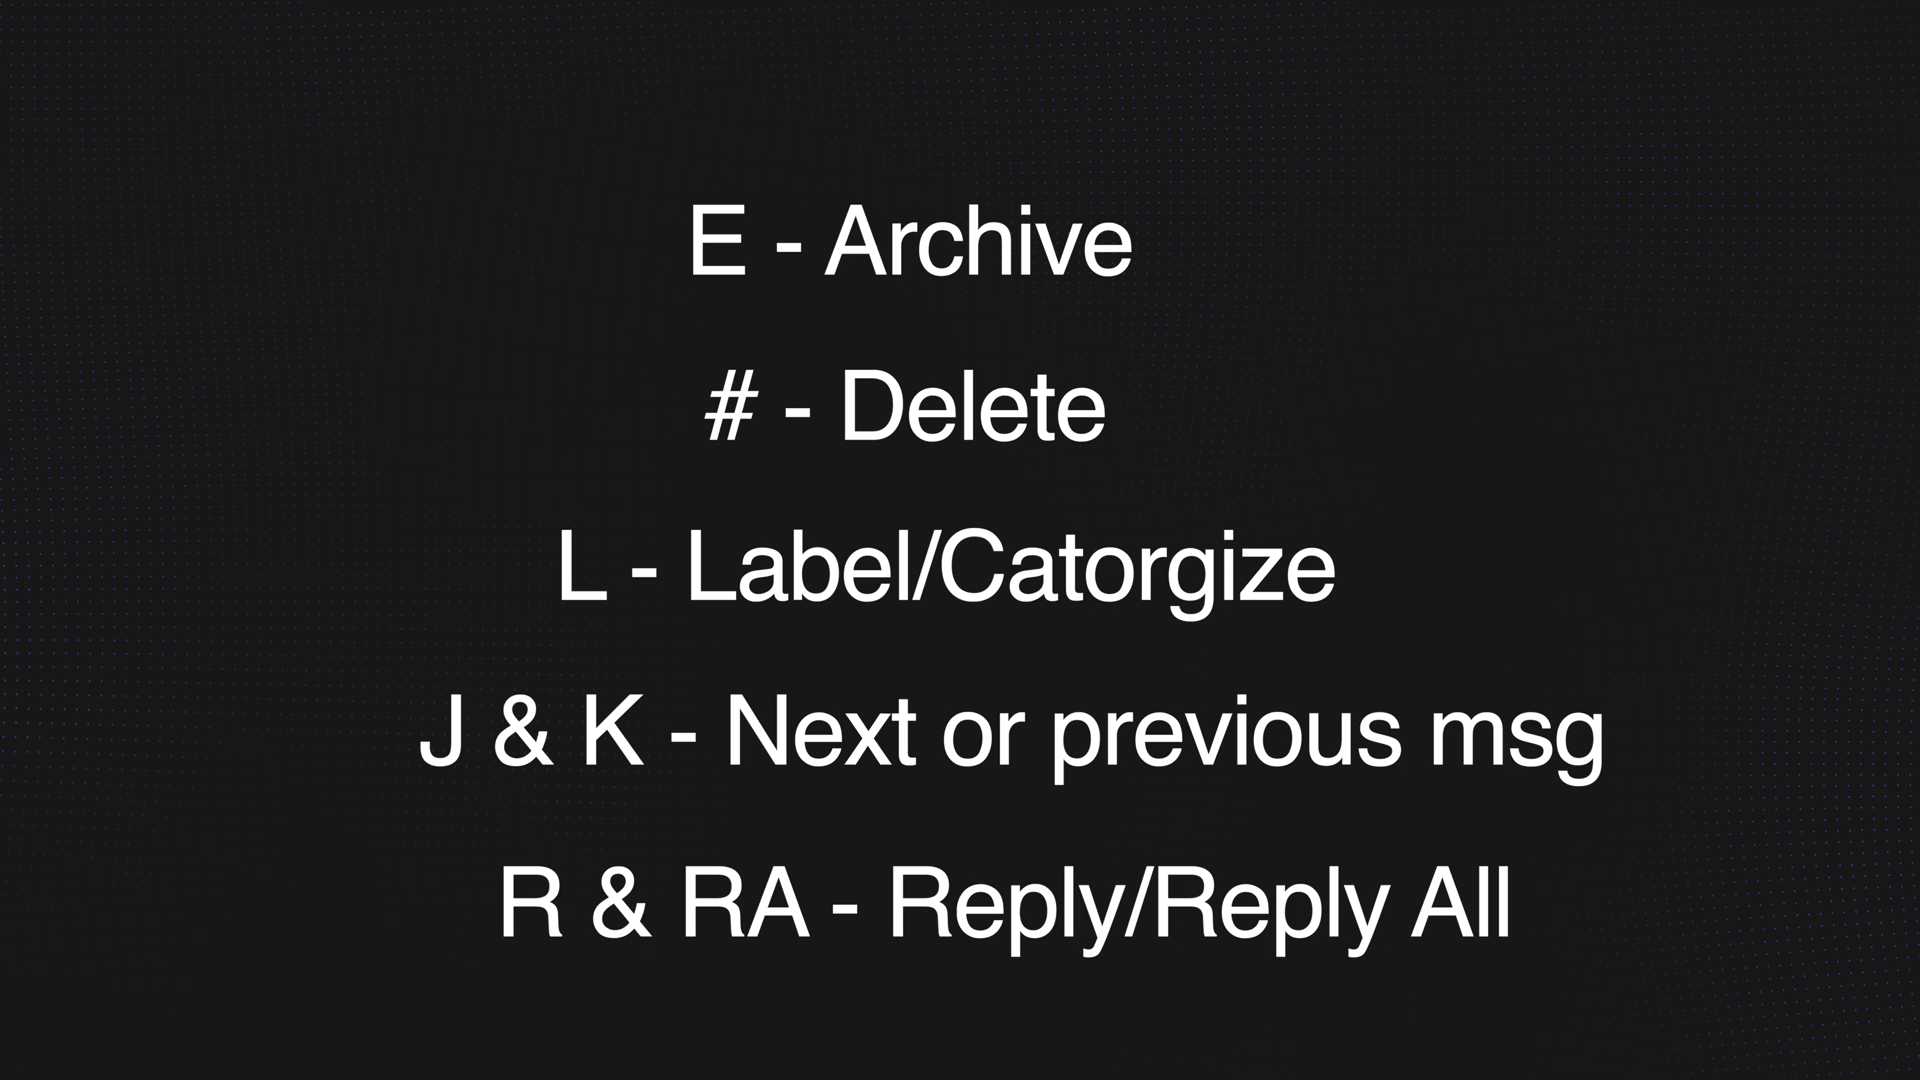 E - Archive
# - Delete
L - Label/Catorgize
J & K - Next or previous msg
R & RA - Reply/Reply All